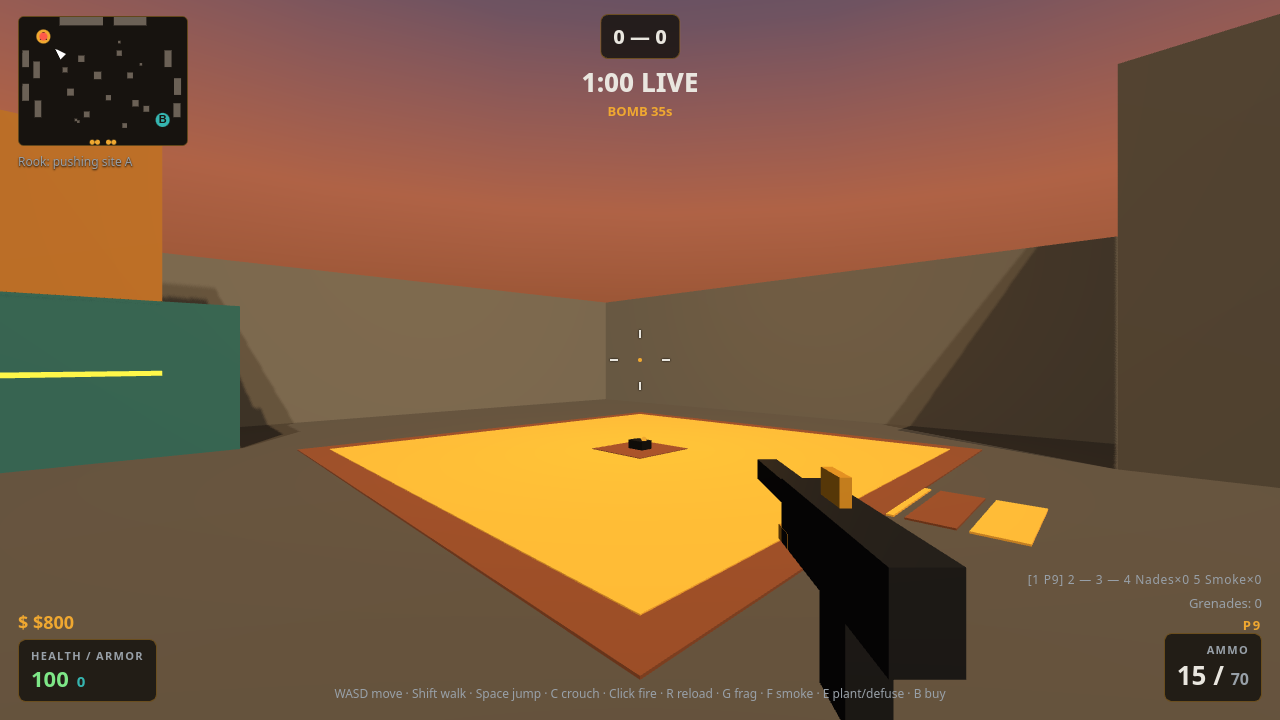 0 — 0
1:00 LIVE
BOMB 35s
B
Rook: pushing site A
[1 P9] 2 — 3 — 4 Nades×0 5 Smoke×0
Grenades: 0
P9
$ $800
HEALTH / ARMOR
100 0
AMMO
15 / 70
WASD move · Shift walk · Space jump · C crouch · Click fire · R reload · G frag · F smoke · E plant/defuse · B buy